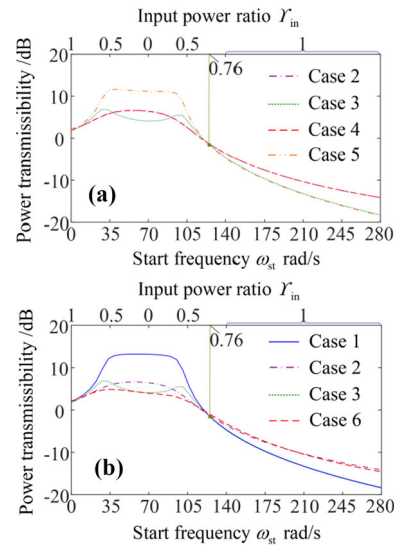 Input power ratio ϒin
1 0.5 0 0.5 1
0.76
Power transmissibility /dB
20
10
0
-10
-20
Case 2
Case 3
Case 4
Case 5
(a)
0 35 70 105 140 175 210 245 280
Start frequency ωst rad/s
Input power ratio ϒin
1 0.5 0 0.5 1
0.76
Power transmissibility /dB
20
10
0
-10
-20
Case 1
Case 2
Case 3
Case 6
(b)
0 35 70 105 140 175 210 245 280
Start frequency ωst rad/s